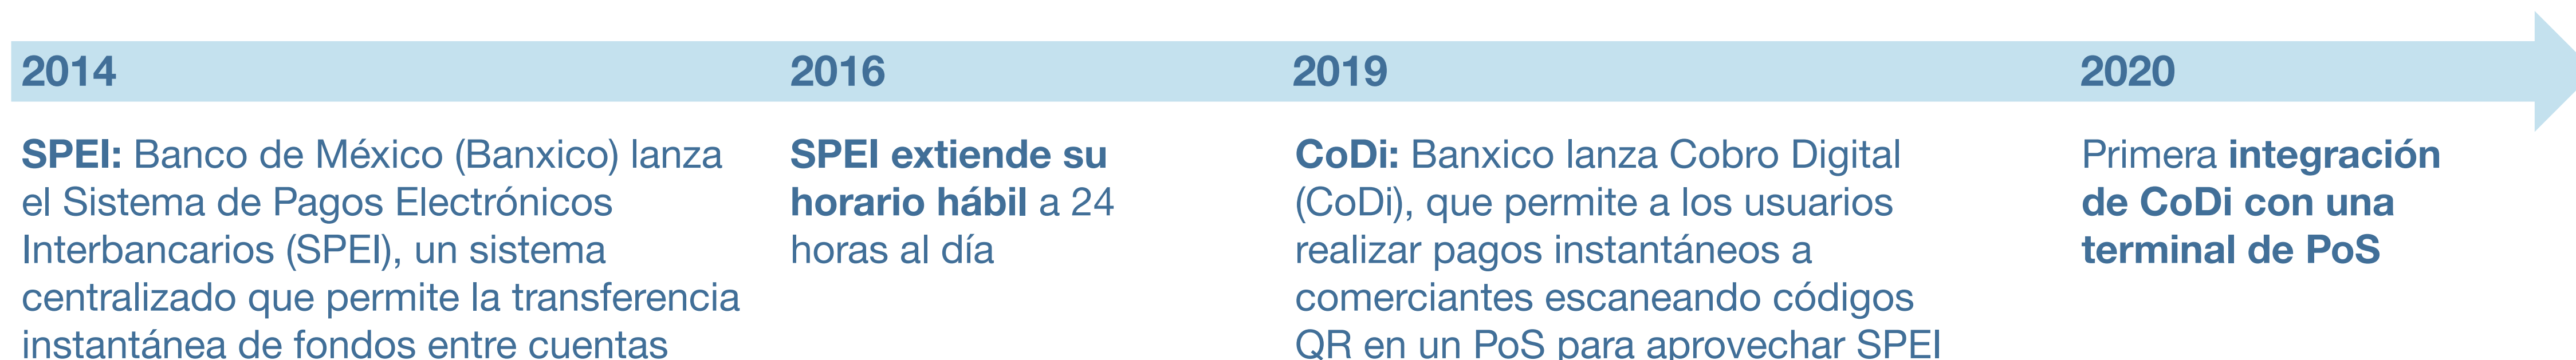 2014
2016
2019
2020
SPEI: Banco de México (Banxico) lanza
el Sistema de Pagos Electrónicos
Interbancarios (SPEI), un sistema
centralizado que permite la transferencia
instantánea de fondos entre cuentas
SPEI extiende su
horario hábil a 24
horas al día
CoDi: Banxico lanza Cobro Digital
(CoDi), que permite a los usuarios
realizar pagos instantáneos a
comerciantes escaneando códigos
QR en un PoS para aprovechar SPEI
Primera integración
de CoDi con una
terminal de PoS